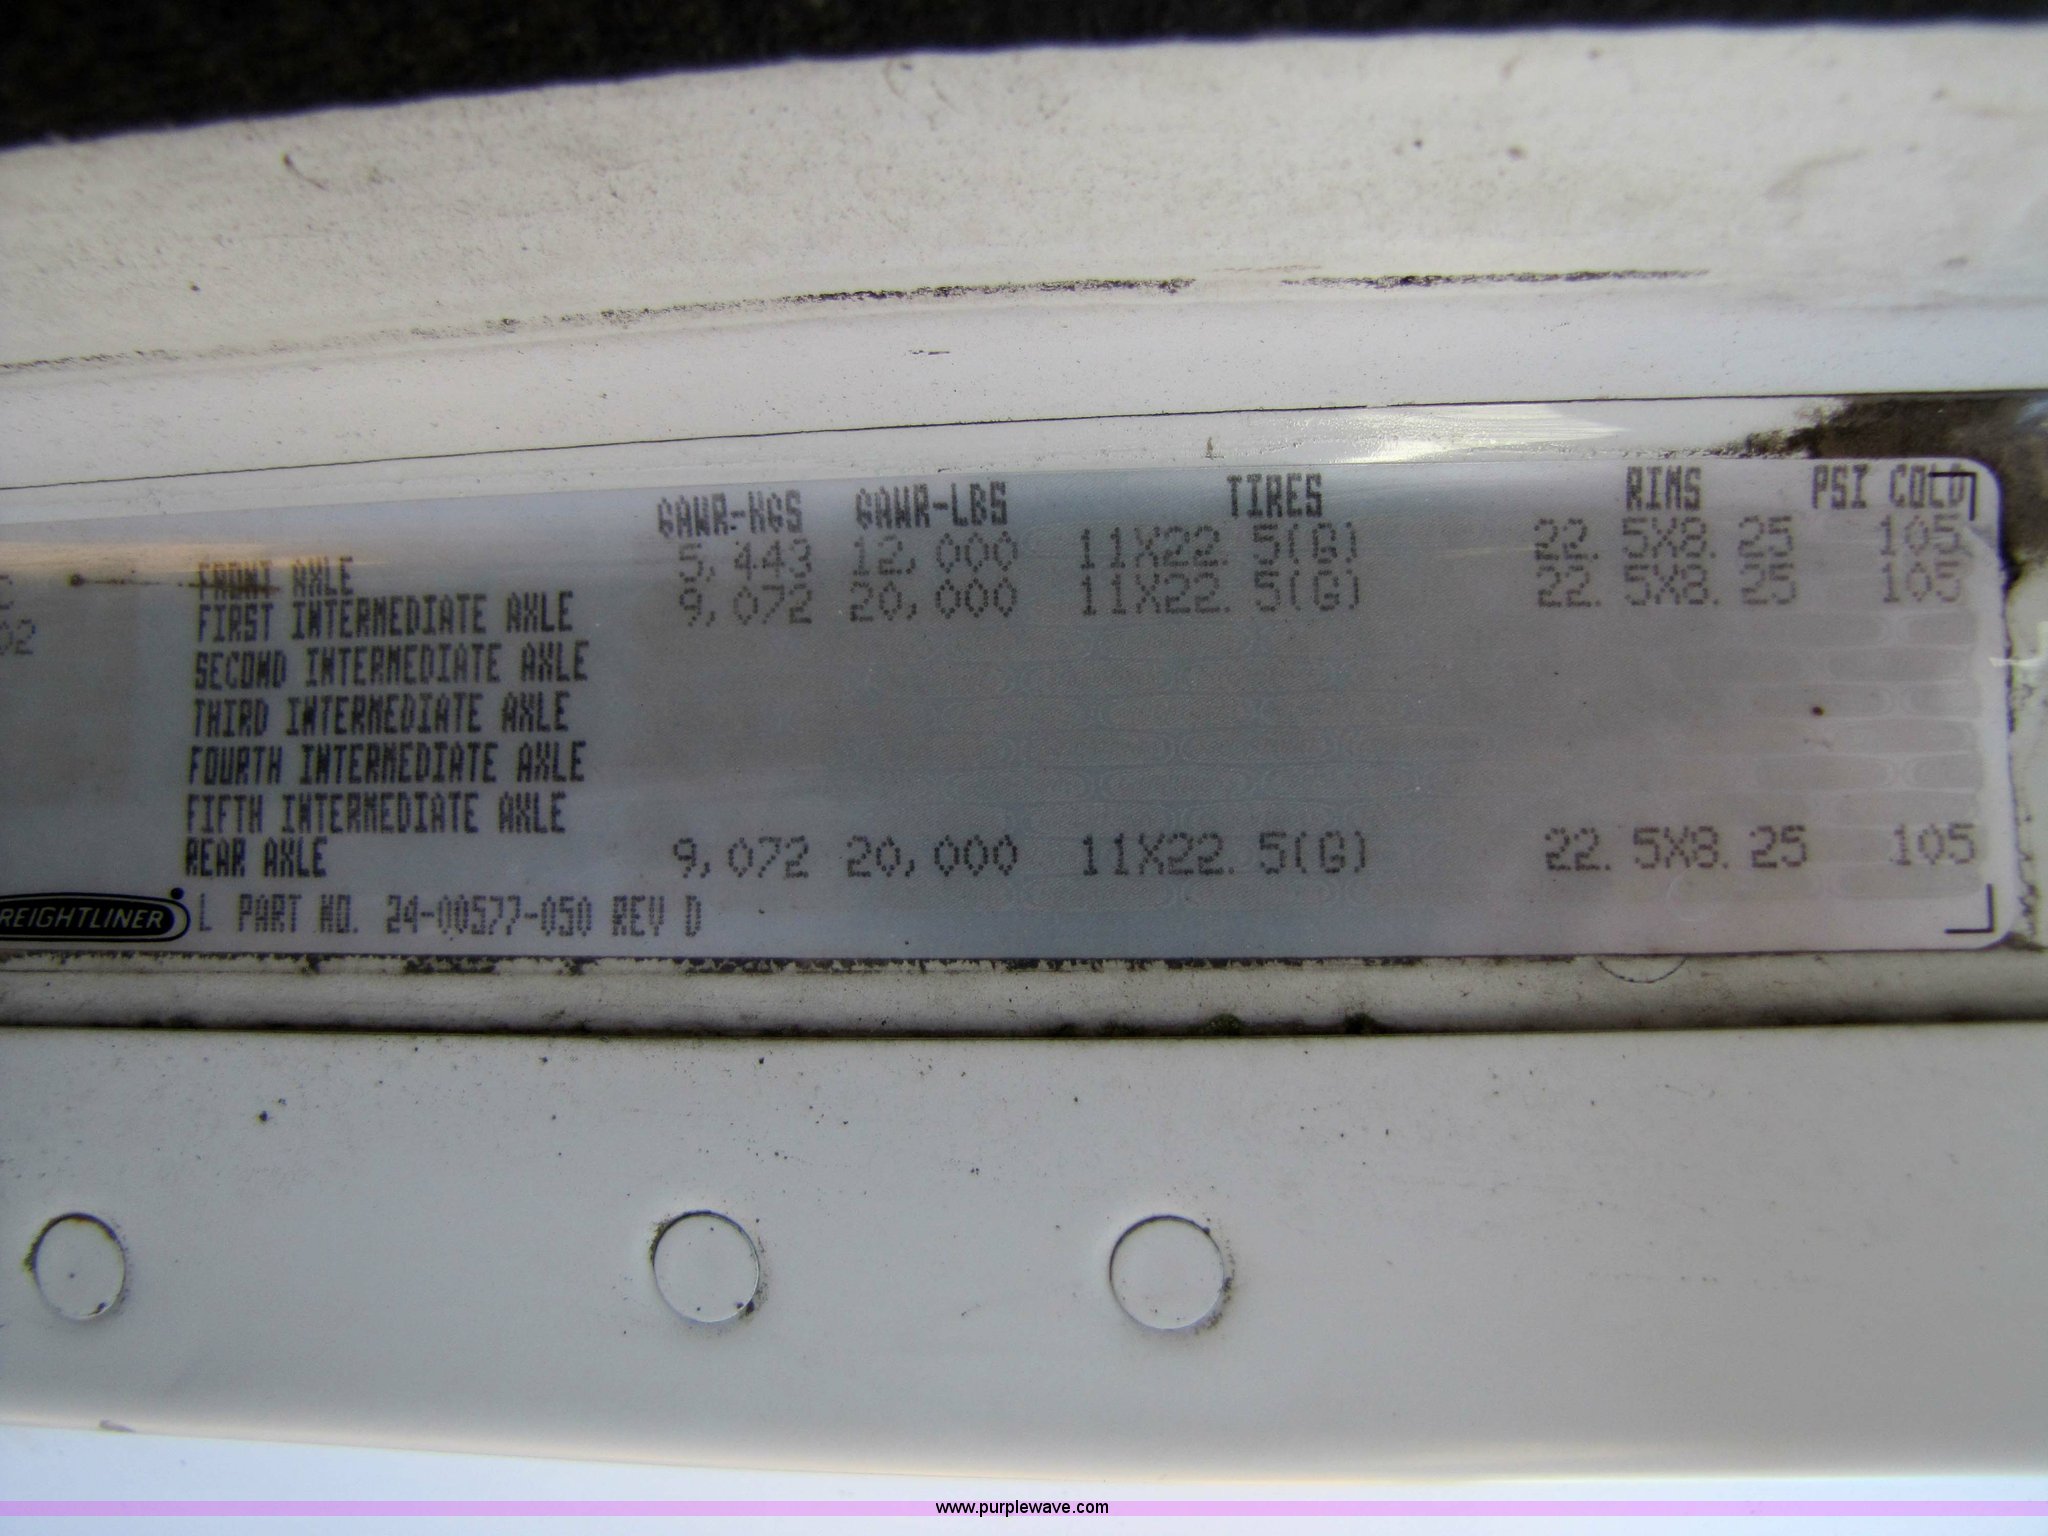 GAWR-KGS GAWR-LBS TIRES RIMS PSI COLD
FRONT AXLE 5,443 12,000 11X22.5(G) 22.5X8.25 105
FIRST INTERMEDIATE AXLE 9,072 20,000 11X22.5(G) 22.5X8.25 105
02
SECOND INTERMEDIATE AXLE
THIRD INTERMEDIATE AXLE
FOURTH INTERMEDIATE AXLE
FIFTH INTERMEDIATE AXLE
REAR AXLE 9,072 20,000 11X22.5(G) 22.5X8.25 105
REIGHTLINER L PART NO. 24-00577-050 REV D
www.purplewave.com